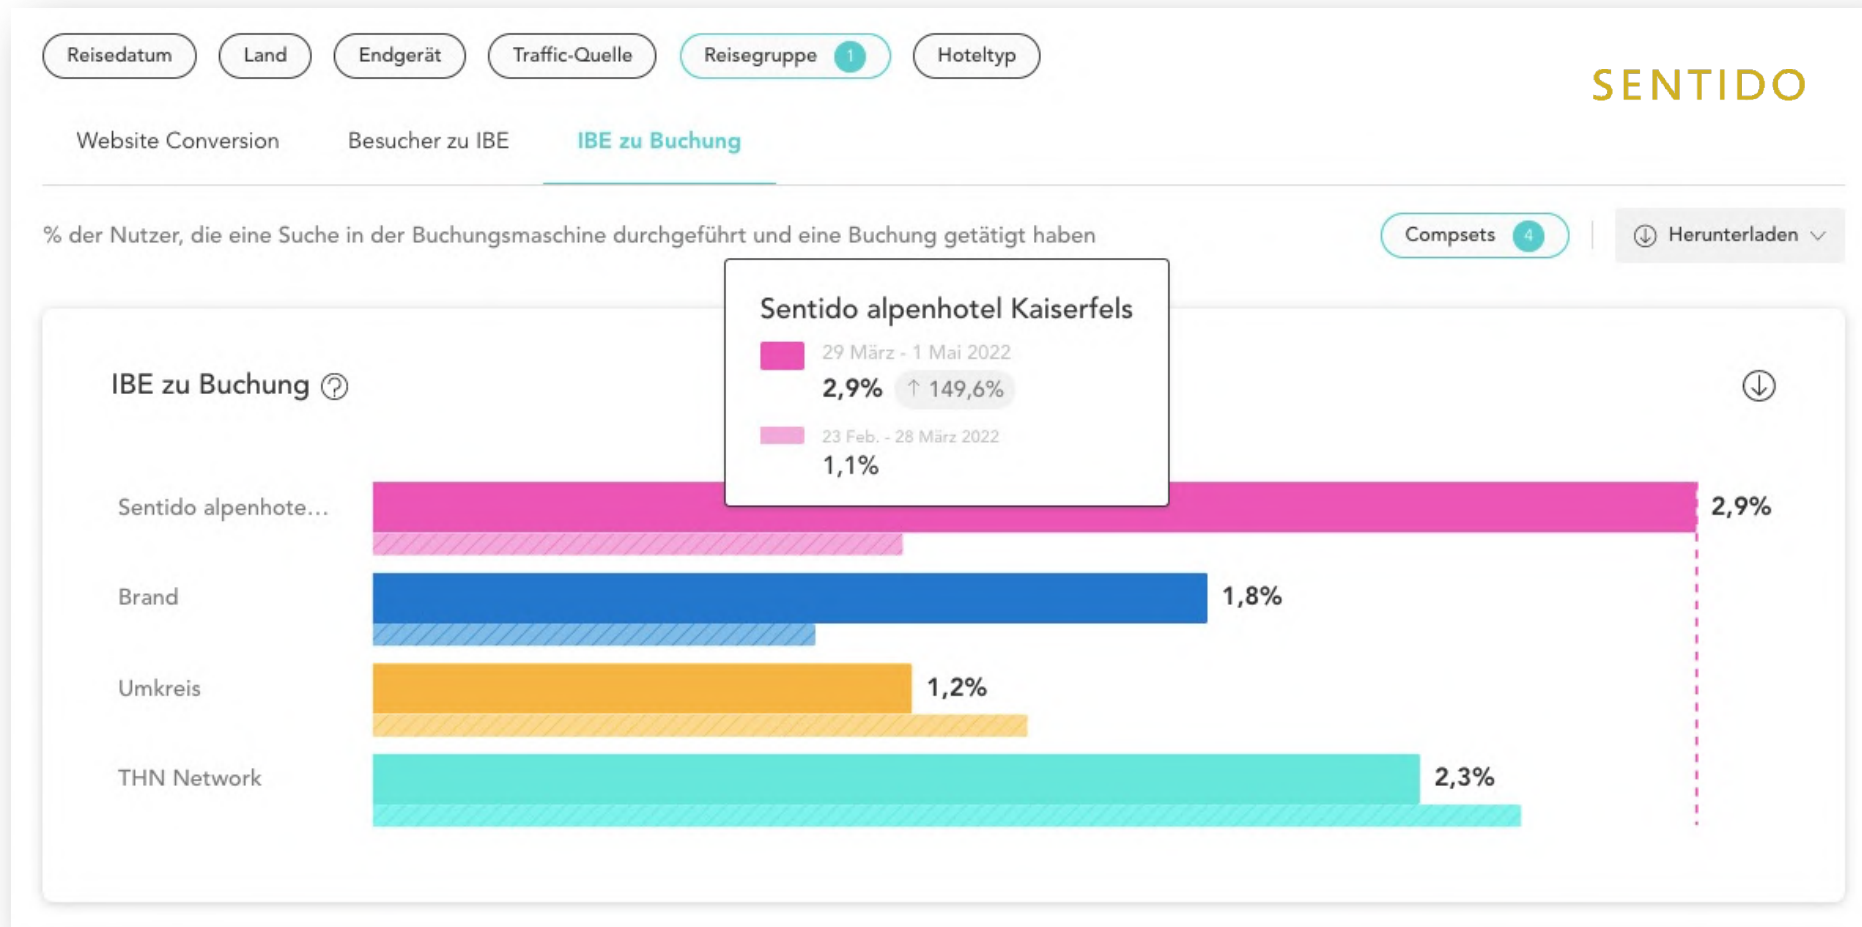 Reisedatum Land Endgerät Traffic-Quelle Reisegruppe 1 Hoteltyp
SENTIDO
Website Conversion Besucher zu IBE IBE zu Buchung
% der Nutzer, die eine Suche in der Buchungsmaschine durchgeführt und eine Buchung getätigt haben Compsets 4 Herunterladen
Sentido alpenhotel Kaiserfels
29 März - 1 Mai 2022
2,9% ↑ 149,6%
23 Feb. - 28 März 2022
1,1%
IBE zu Buchung ?
Sentido alpenhote... 2,9%
Brand 1,8%
Umkreis 1,2%
THN Network 2,3%